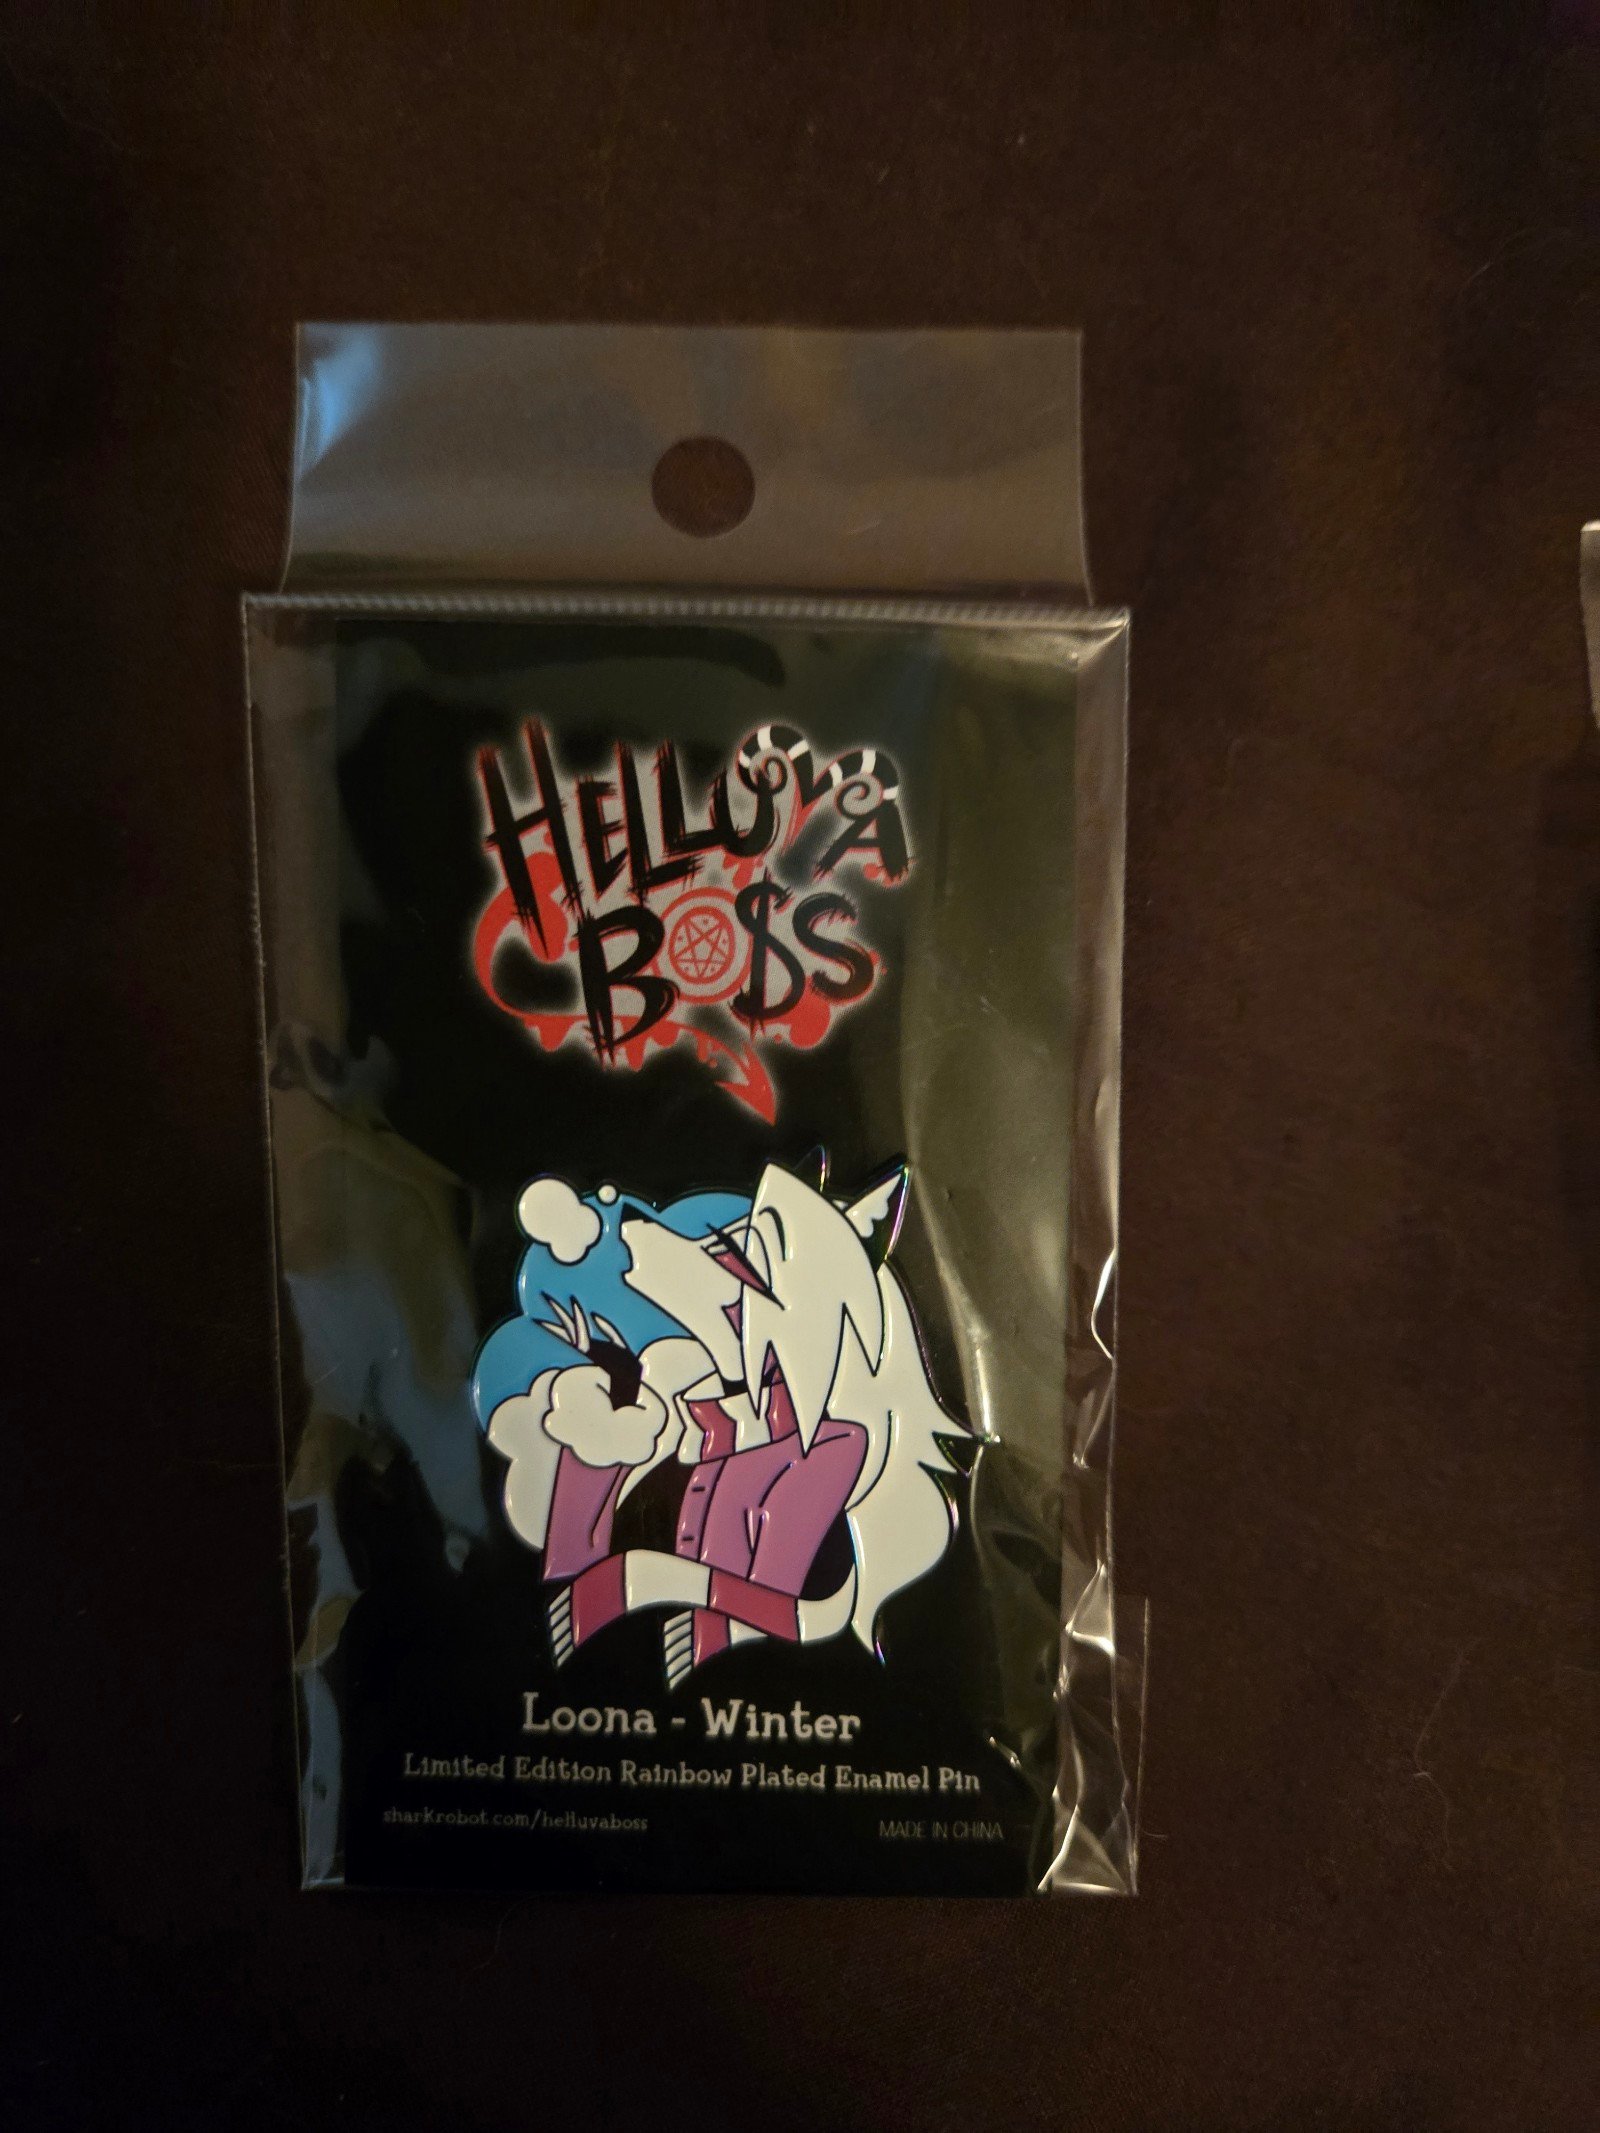 HELLUVA
BOSS
Loona - Winter
Limited Edition Rainbow Plated Enamel Pin
sharkrobot.com/helluvaboss
MADE IN CHINA